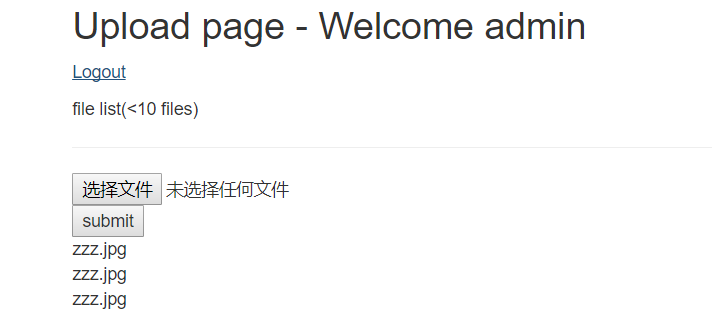 Upload page - Welcome admin
Logout
file list(<10 files)
选择文件 未选择任何文件
submit
zzz.jpg
zzz.jpg
zzz.jpg